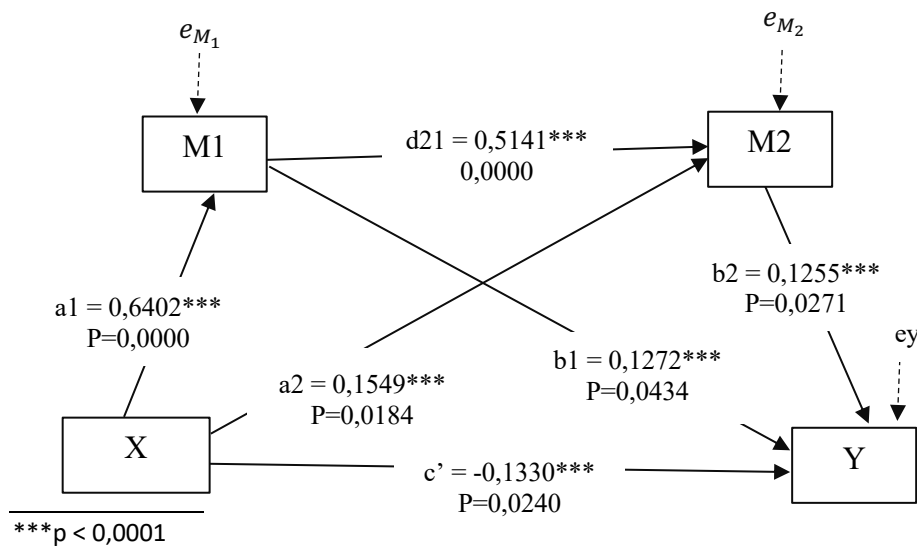 e_{M_1}
e_{M_2}
M1
M2
d21 = 0,5141***
0,0000
a1 = 0,6402***
P=0,0000
b2 = 0,1255***
P=0,0271
ey
b1 = 0,1272***
P=0,0434
a2 = 0,1549***
P=0,0184
X
Y
c’ = -0,1330***
P=0,0240
***p < 0,0001